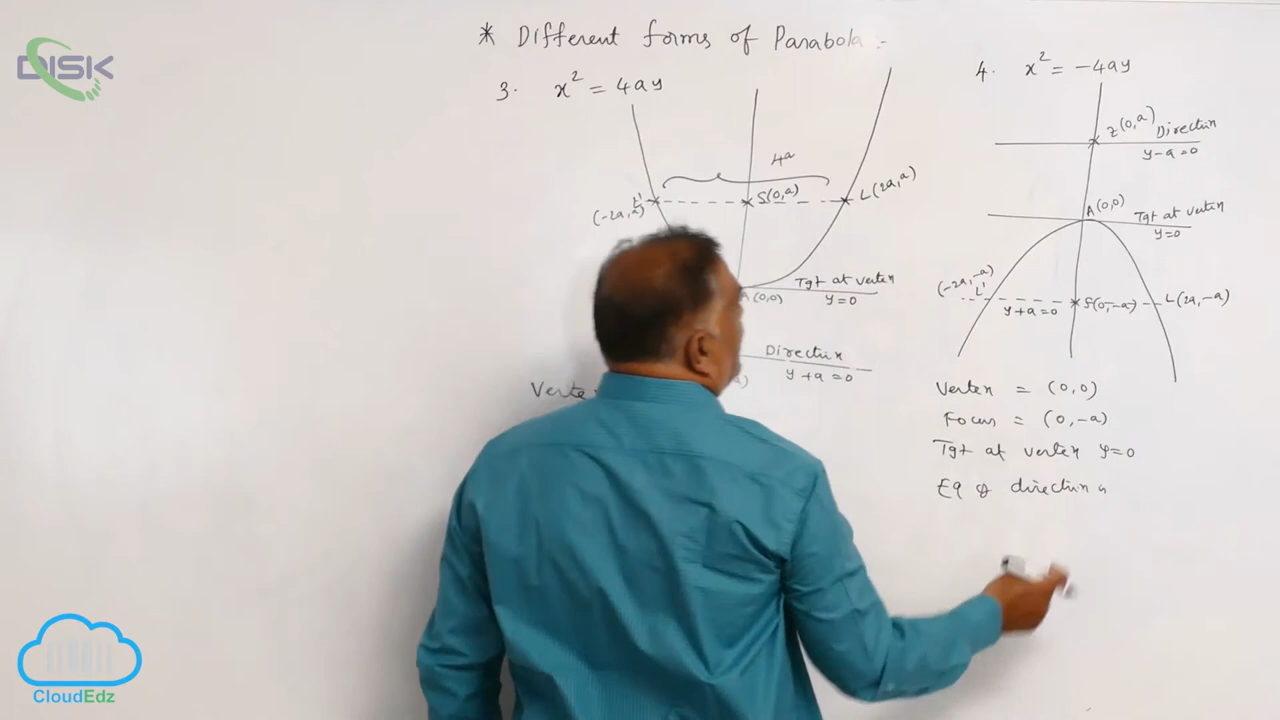 DISK
* Different forms of Parabola :-
3. x² = 4ay
4a
L'
(-2a, a)
S(0,a)
L(2a, a)
A (0,0)
Tgt at vertex
y=0
Directrix
y+a=0
a)
Verte
4. x² = -4ay
Z(0,a)
Directrix
y-a=0
A(0,0)
Tgt at vertex
y=0
(-2a, -a)
L'
y+a=0
S(0,-a)
L(2a, -a)
Vertex = (0,0)
Focus = (0,-a)
Tgt at vertex y=0
Eq of directrix
CloudEdz